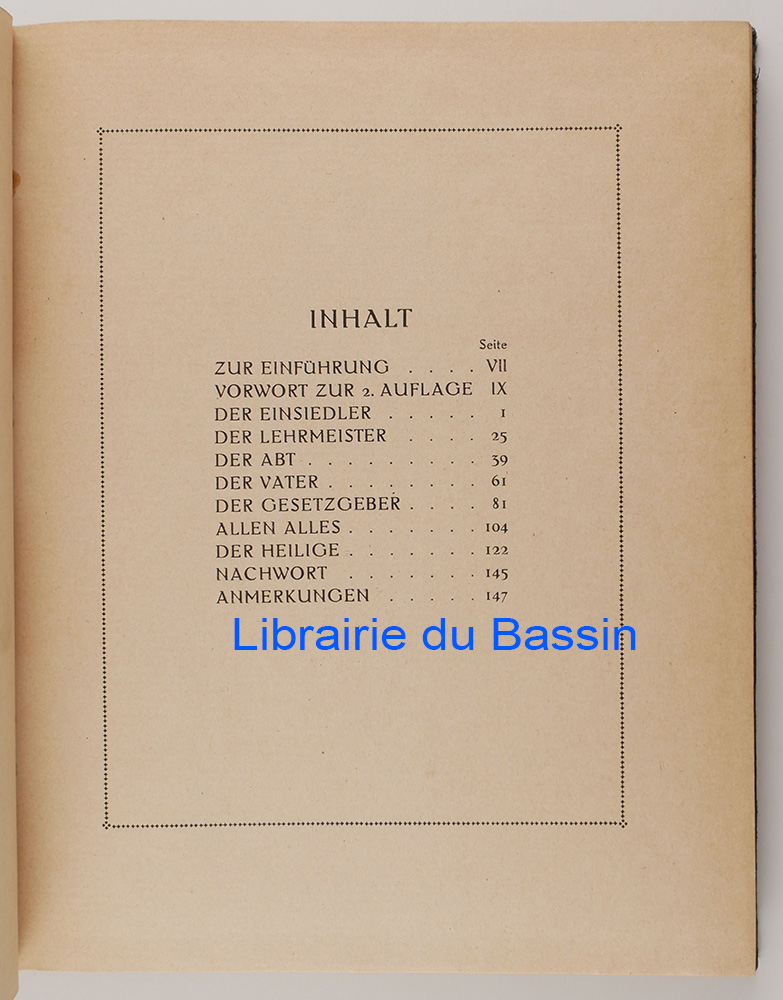 INHALT
Seite
ZUR EINFÜHRUNG . . . . VII
VORWORT ZUR 2. AUFLAGE IX
DER EINSIEDLER . . . . . 1
DER LEHRMEISTER . . . . 25
DER ABT . . . . . . . . 39
DER VATER . . . . . . . 61
DER GESETZGEBER . . . . 81
ALLEN ALLES . . . . . . . 104
DER HEILIGE . . . . . . . 122
NACHWORT . . . . . . . 145
ANMERKUNGEN . . . . . 147
Librairie du Bassin